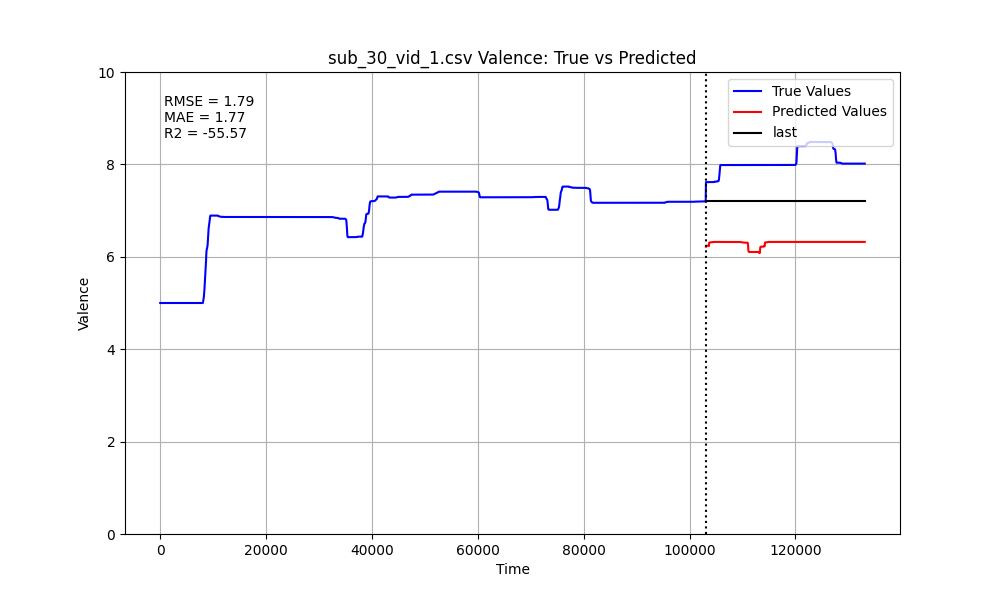 sub_30_vid_1.csv Valence: True vs Predicted
RMSE = 1.79
MAE = 1.77
R2 = -55.57
True Values
Predicted Values
last
10
8
6
4
2
0
Valence
0 20000 40000 60000 80000 100000 120000
Time